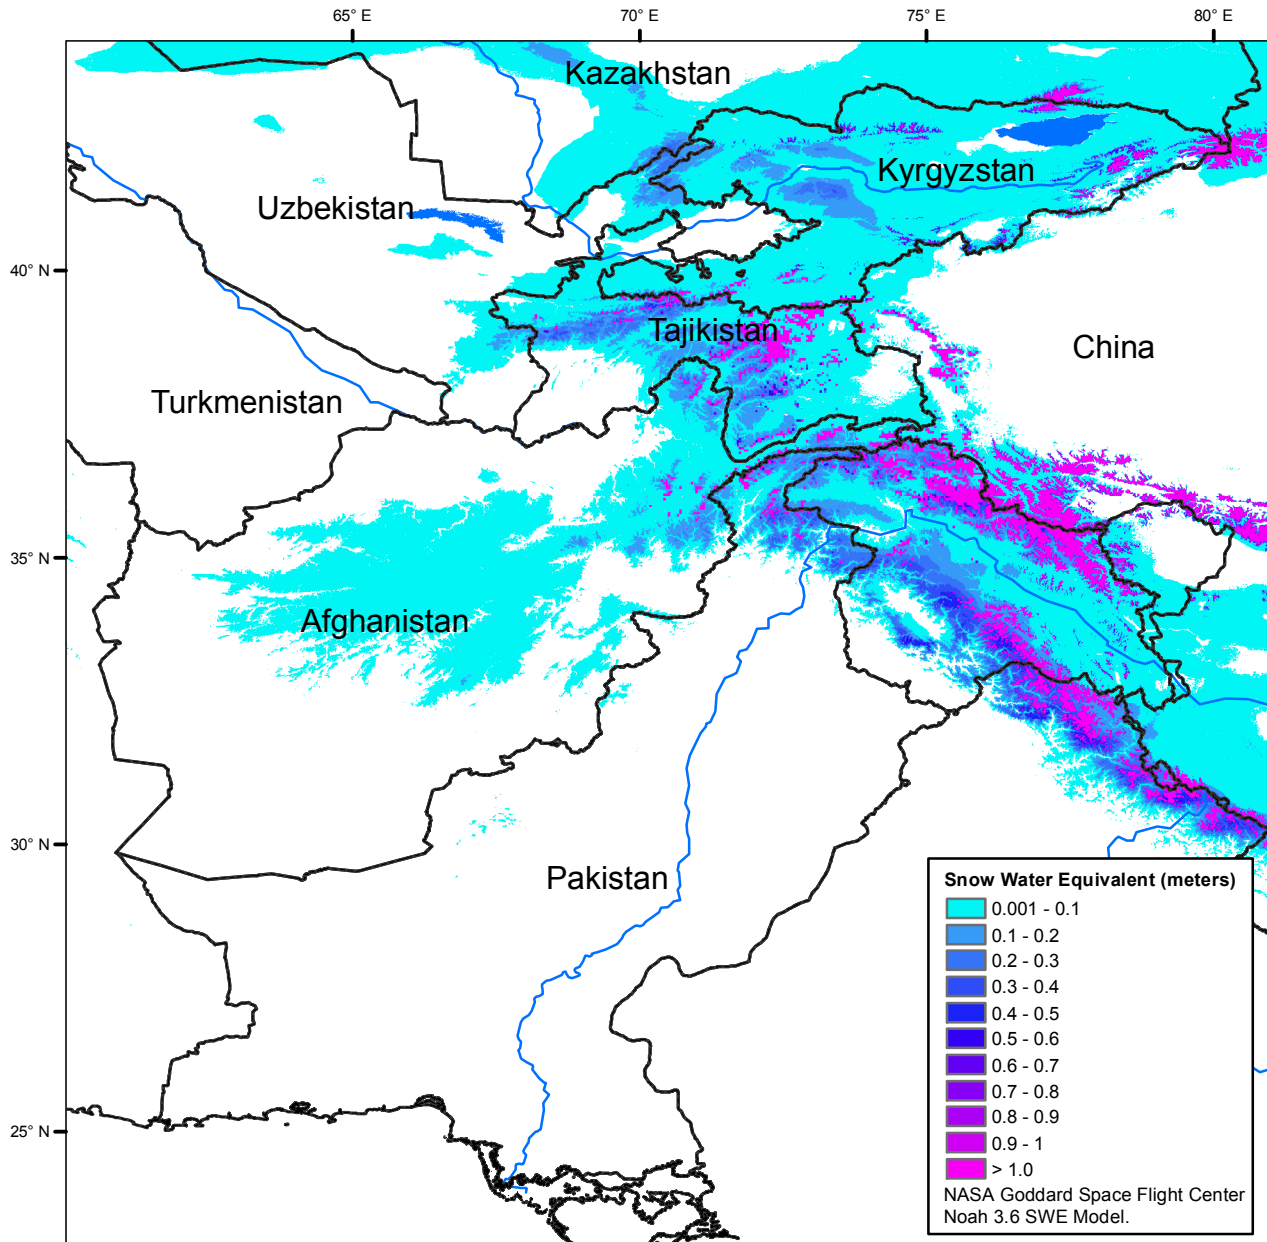 65° E
70° E
75° E
80° E
Kazakhstan
Kyrgyzstan
Uzbekistan
40° N
Tajikistan
China
Turkmenistan
35° N
Afghanistan
30° N
Pakistan
25° N
Snow Water Equivalent (meters)
0.001 - 0.1
0.1 - 0.2
0.2 - 0.3
0.3 - 0.4
0.4 - 0.5
0.5 - 0.6
0.6 - 0.7
0.7 - 0.8
0.8 - 0.9
0.9 - 1
> 1.0
NASA Goddard Space Flight Center
Noah 3.6 SWE Model.